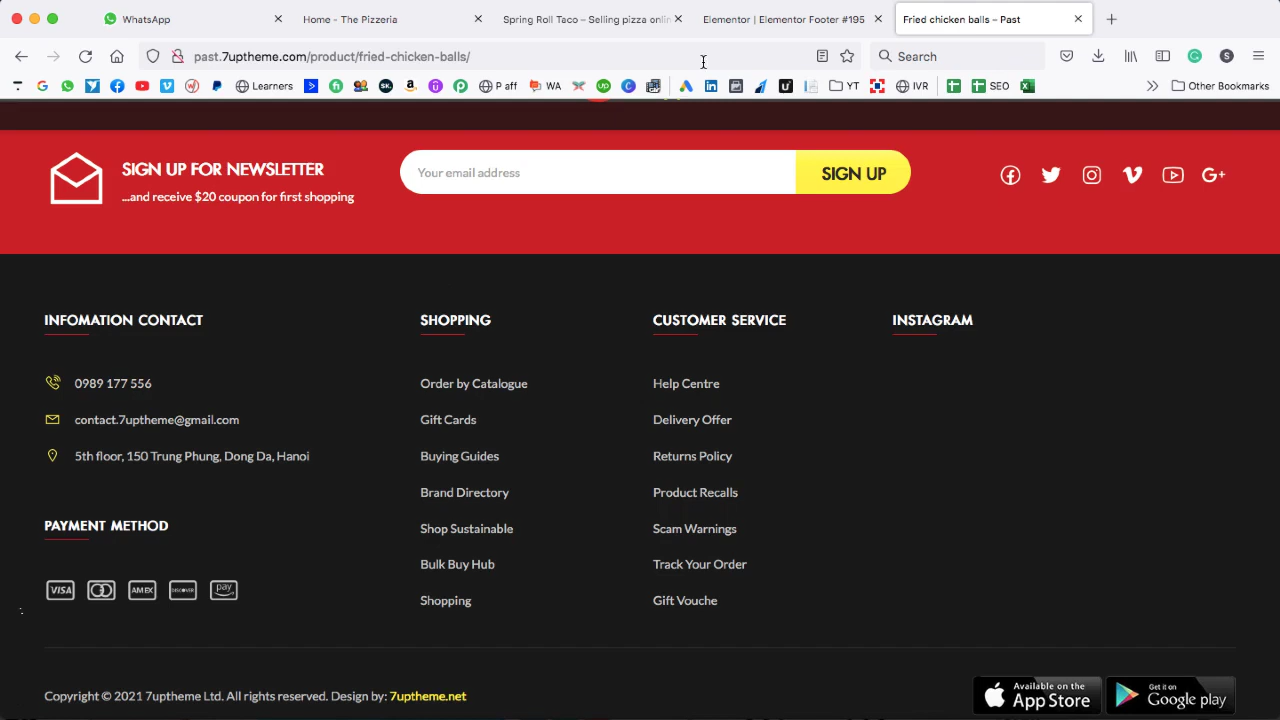 WhatsApp
Home - The Pizzeria
Spring Roll Taco – Selling pizza onlin
Elementor | Elementor Footer #195
Fried chicken balls – Past
past.7uptheme.com/product/fried-chicken-balls/
Search
Learners
P aff
WA
YT
IVR
SEO
Other Bookmarks
SIGN UP FOR NEWSLETTER
...and receive $20 coupon for first shopping
Your email address
SIGN UP
INFOMATION CONTACT
0989 177 556
contact.7uptheme@gmail.com
5th floor, 150 Trung Phung, Dong Da, Hanoi
PAYMENT METHOD
VISA
AMEX
DISCOVER
pay
SHOPPING
Order by Catalogue
Gift Cards
Buying Guides
Brand Directory
Shop Sustainable
Bulk Buy Hub
Shopping
CUSTOMER SERVICE
Help Centre
Delivery Offer
Returns Policy
Product Recalls
Scam Warnings
Track Your Order
Gift Vouche
INSTAGRAM
Copyright © 2021 7uptheme Ltd. All rights reserved. Design by: 7uptheme.net
Available on the
App Store
Get it on
Google play